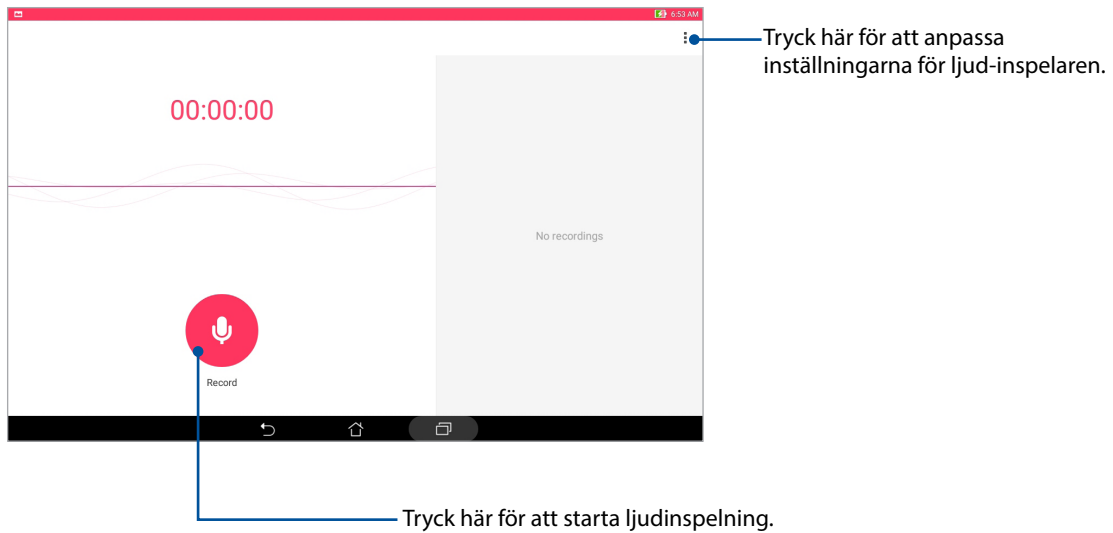 6:53 AM
Tryck här för att anpassa
inställningarna för ljud-inspelaren.
00:00:00
No recordings
Record
Tryck här för att starta ljudinspelning.